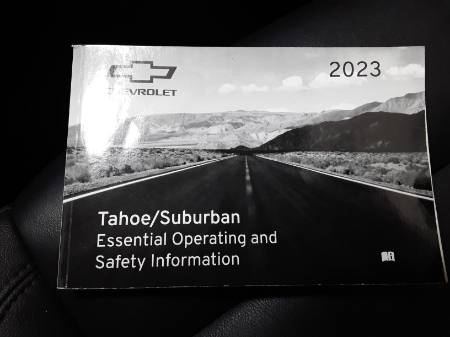 2023
CHEVROLET
Tahoe/Suburban
Essential Operating and
Safety Information